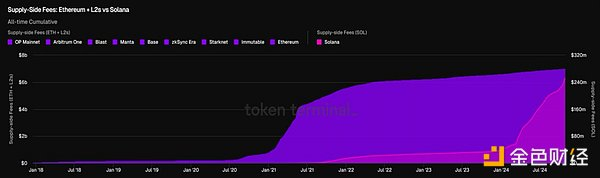 Supply-Side Fees: Ethereum + L2s vs Solana
All-time Cumulative
Supply-side Fees (ETH + L2s)
Supply-side Fees (SOL)
OP Mainnet Arbitrum One Blast Manta Base zkSync Era Starknet Immutable Ethereum
Solana
$8b
$6b
$4b
$2b
$0
Supply-side Fees (ETH + L2s)
token terminal_
$320m
$240m
$160m
$80m
Supply-side Fees (SOL)
Jan '18 Jul '18 Jan '19 Jul '19 Jan '20 Jul '20 Jan '21 Jul '21 Jan '22 Jul '22 Jan '23 Jul '23 Jan '24 Jul '24
金色财经